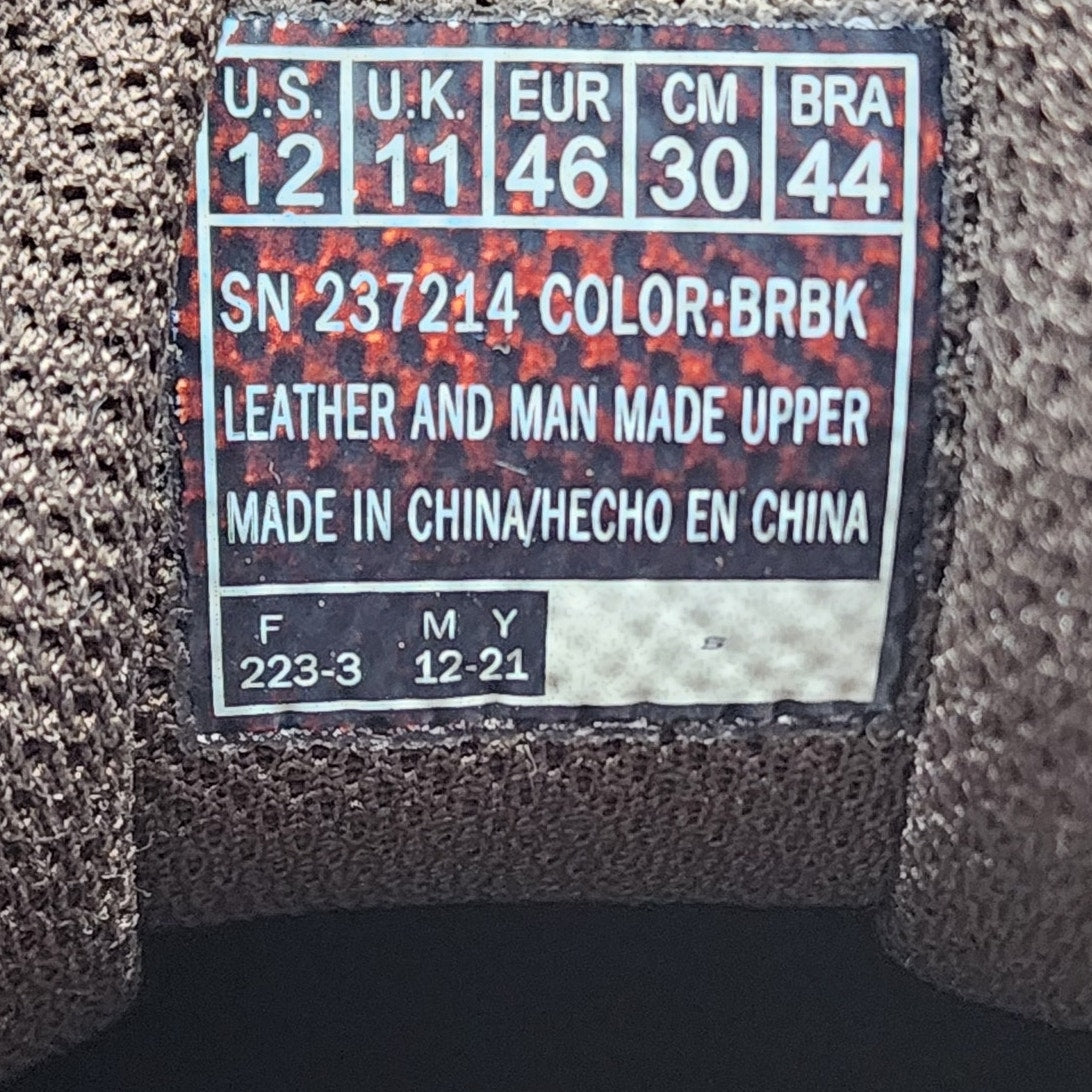 U.S. U.K. EUR CM BRA
12 11 46 30 44
SN 237214 COLOR:BRBK
LEATHER AND MAN MADE UPPER
MADE IN CHINA/HECHO EN CHINA
F M Y
223-3 12-21